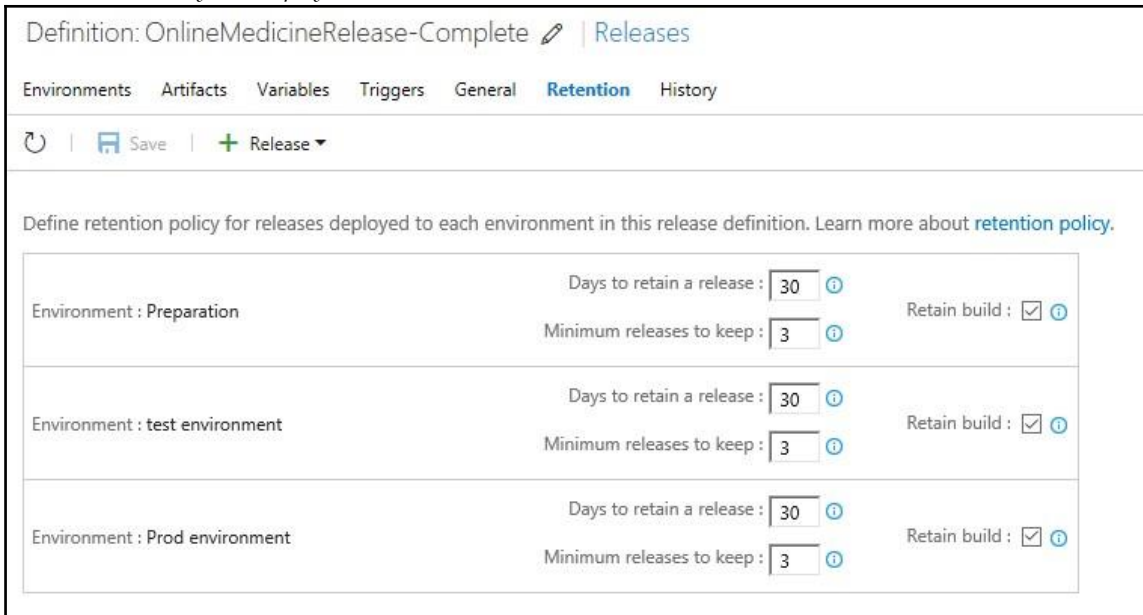 Definition: OnlineMedicineRelease-Complete | Releases
Environments Artifacts Variables Triggers General Retention History
Save + Release
Define retention policy for releases deployed to each environment in this release definition. Learn more about retention policy.
Environment : Preparation
Days to retain a release : 30
Minimum releases to keep : 3
Retain build :
Environment : test environment
Days to retain a release : 30
Minimum releases to keep : 3
Retain build :
Environment : Prod environment
Days to retain a release : 30
Minimum releases to keep : 3
Retain build :